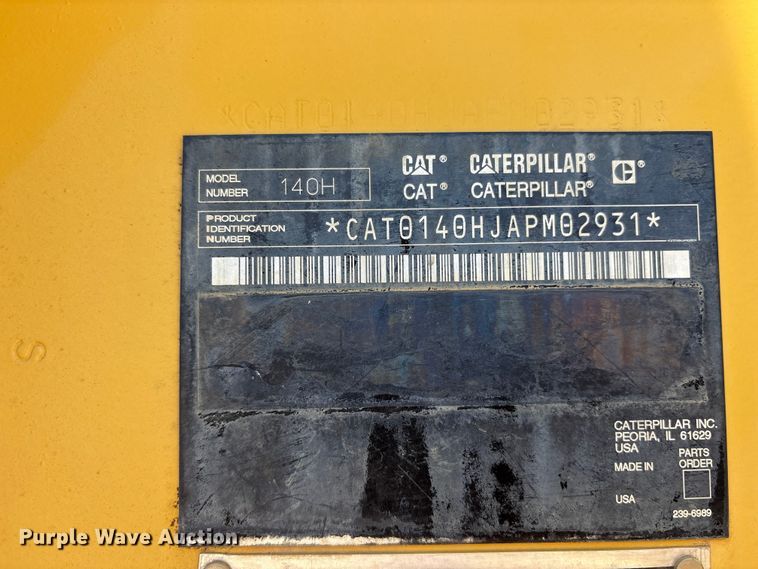 *CAT0140HJAPM02931*
MODEL NUMBER 140H
CAT® CATERPILLAR® C®
CAT® CATERPILLAR®
PRODUCT IDENTIFICATION NUMBER *CAT0140HJAPM02931*
CATERPILLAR INC.
PEORIA, IL 61629
USA
PARTS ORDER
MADE IN
USA
239-6989
S
Purple Wave Auction